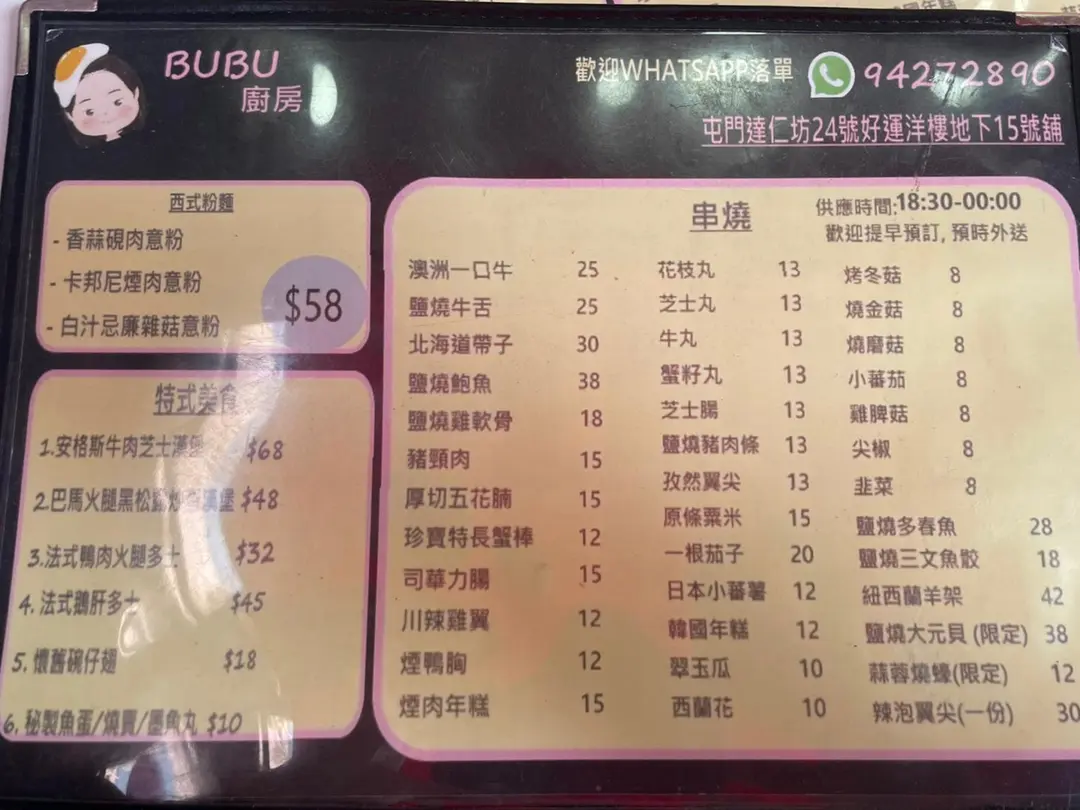 BUBU
廚房
歡迎WHATSAPP落單 94272890
屯門達仁坊24號好運洋樓地下15號舖
西式粉麵
- 香蒜硯肉意粉
- 卡邦尼煙肉意粉
- 白汁忌廉雜菇意粉
$58
特式美食
1.安格斯牛肉芝士漢堡 $68
2.巴馬火腿黑松露炒蛋漢堡 $48
3.法式鴨肉火腿多士 $32
4. 法式鵝肝多士 $45
5. 懷舊碗仔翅 $18
6. 秘製魚蛋/燒賣/墨魚丸 $10
串燒
供應時間:18:30-00:00
歡迎提早預訂, 預時外送
澳洲一口牛 25
鹽燒牛舌 25
北海道帶子 30
鹽燒鮑魚 38
鹽燒雞軟骨 18
豬頸肉 15
厚切五花腩 15
珍寶特長蟹棒 12
司華力腸 15
川辣雞翼 12
煙鴨胸 12
煙肉年糕 15
花枝丸 13
芝士丸 13
牛丸 13
蟹籽丸 13
芝士腸 13
鹽燒豬肉條 13
孜然翼尖 13
原條粟米 15
一根茄子 20
日本小蕃薯 12
韓國年糕 12
翠玉瓜 10
西蘭花 10
烤冬菇 8
燒金菇 8
燒磨菇 8
小蕃茄 8
雞脾菇 8
尖椒 8
韭菜 8
鹽燒多春魚 28
鹽燒三文魚骹 18
紐西蘭羊架 42
鹽燒大元貝 (限定) 38
蒜蓉燒蠔(限定) 12
辣泡翼尖(一份) 30